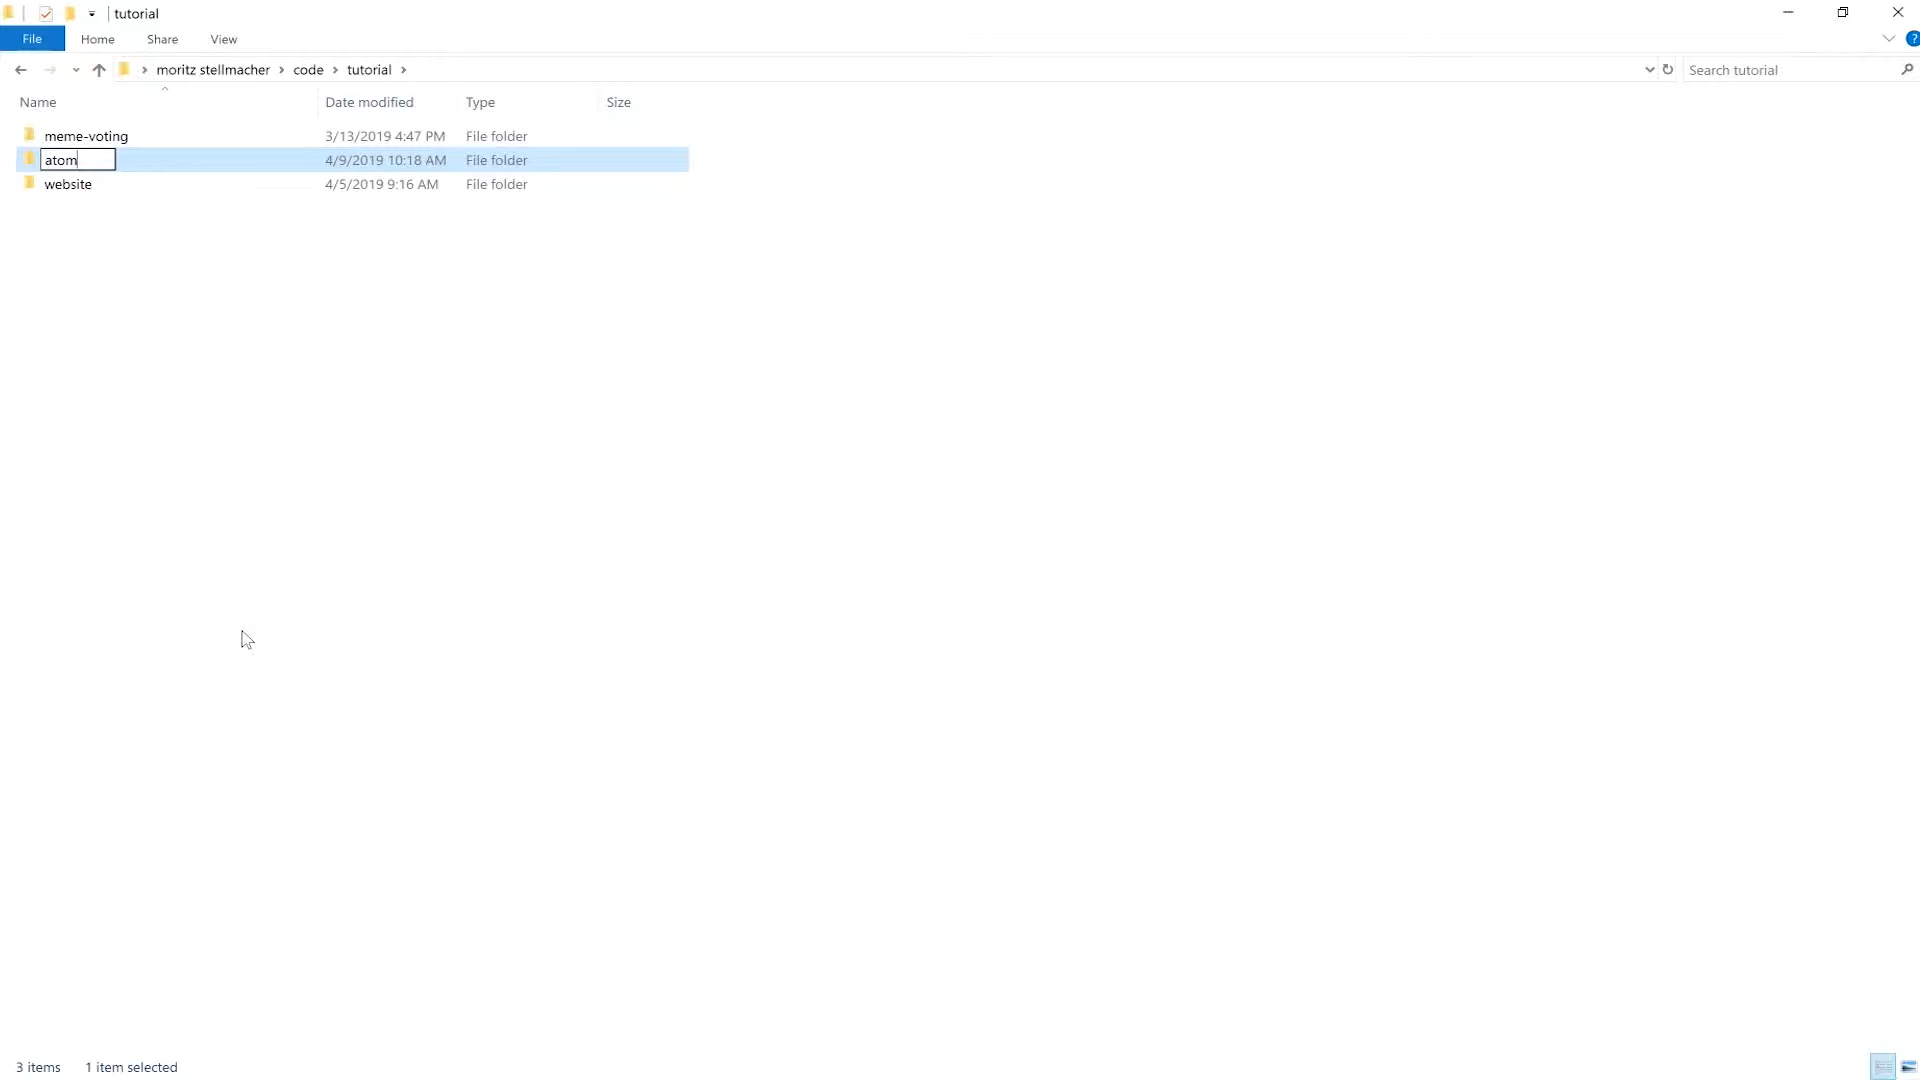 tutorial
File Home Share View
moritz stellmacher code tutorial Search tutorial
Name Date modified Type Size
meme-voting 3/13/2019 4:47 PM File folder
atom 4/9/2019 10:18 AM File folder
website 4/5/2019 9:16 AM File folder
3 items 1 item selected